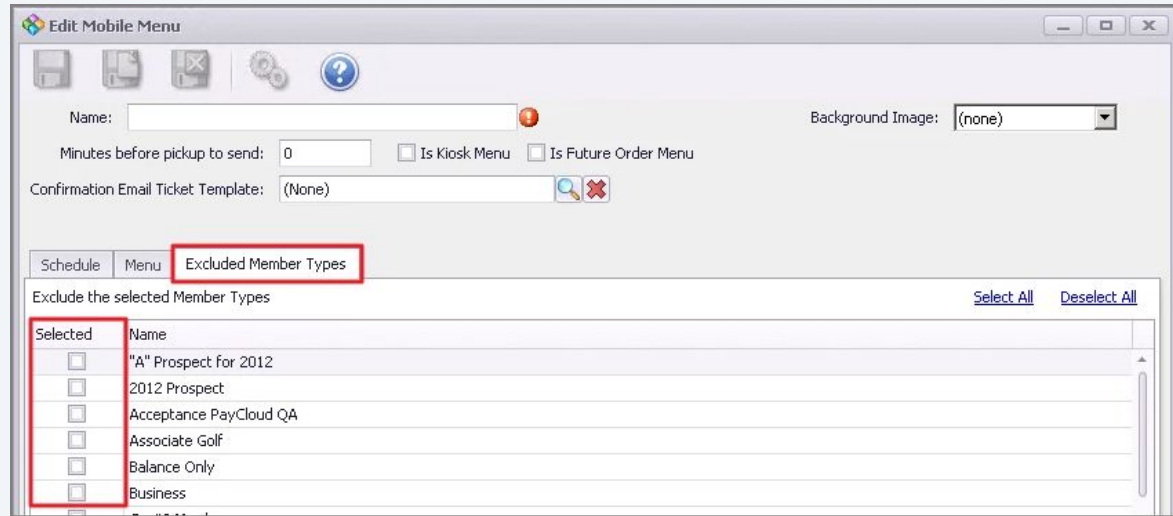 Edit Mobile Menu
Name:
Background Image: (none)
Minutes before pickup to send: 0 Is Kiosk Menu Is Future Order Menu
Confirmation Email Ticket Template: (None)
Schedule Menu Excluded Member Types
Exclude the selected Member Types Select All Deselect All
Selected Name
"A" Prospect for 2012
2012 Prospect
Acceptance PayCloud QA
Associate Golf
Balance Only
Business